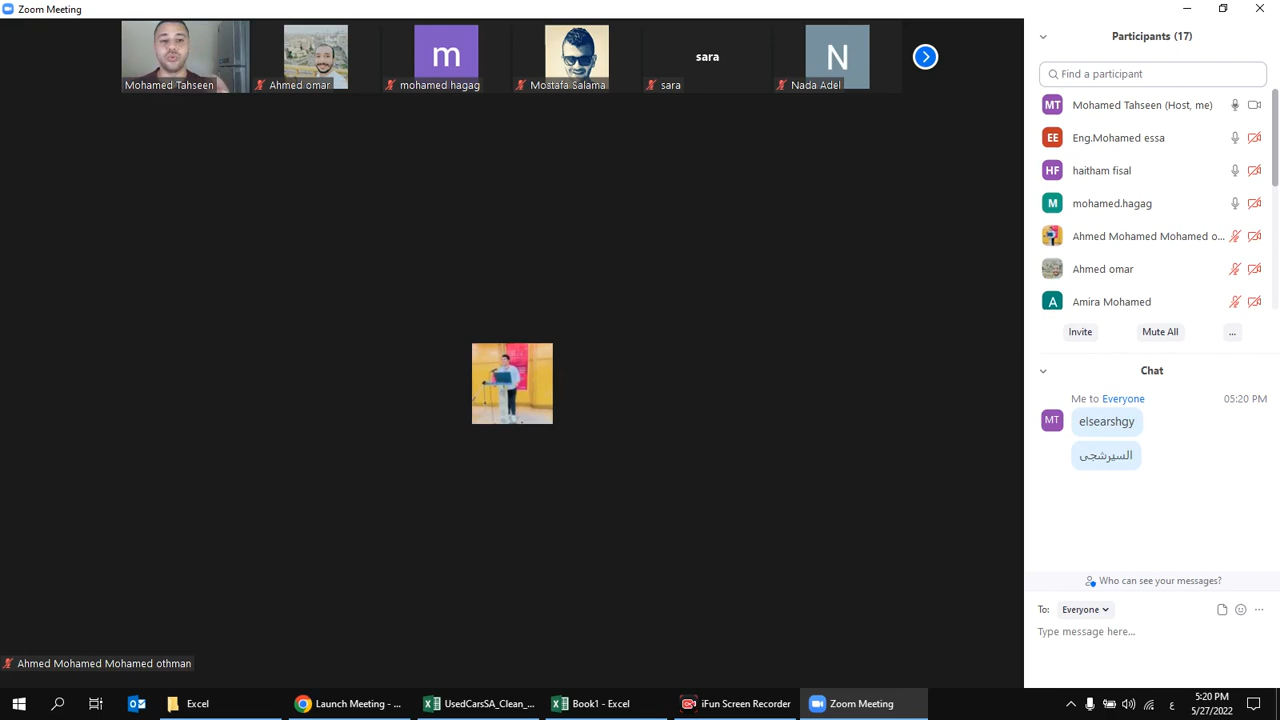 Zoom Meeting
Mohamed Tahseen
Ahmed omar
m
mohamed hagag
Mostafa Salama
sara
sara
N
Nada Adel
Ahmed Mohamed Mohamed othman
Participants (17)
Find a participant
MT Mohamed Tahseen (Host, me)
EE Eng.Mohamed essa
HF haitham fisal
M mohamed.hagag
Ahmed Mohamed Mohamed o...
Ahmed omar
A Amira Mohamed
Invite Mute All ...
Chat
Me to Everyone 05:20 PM
MT elsearshgy
السيرشجى
Who can see your messages?
To: Everyone
Type message here...
Excel
Launch Meeting - ...
UsedCarsSA_Clean_...
Book1 - Excel
iFun Screen Recorder
Zoom Meeting
ع
5:20 PM
5/27/2022